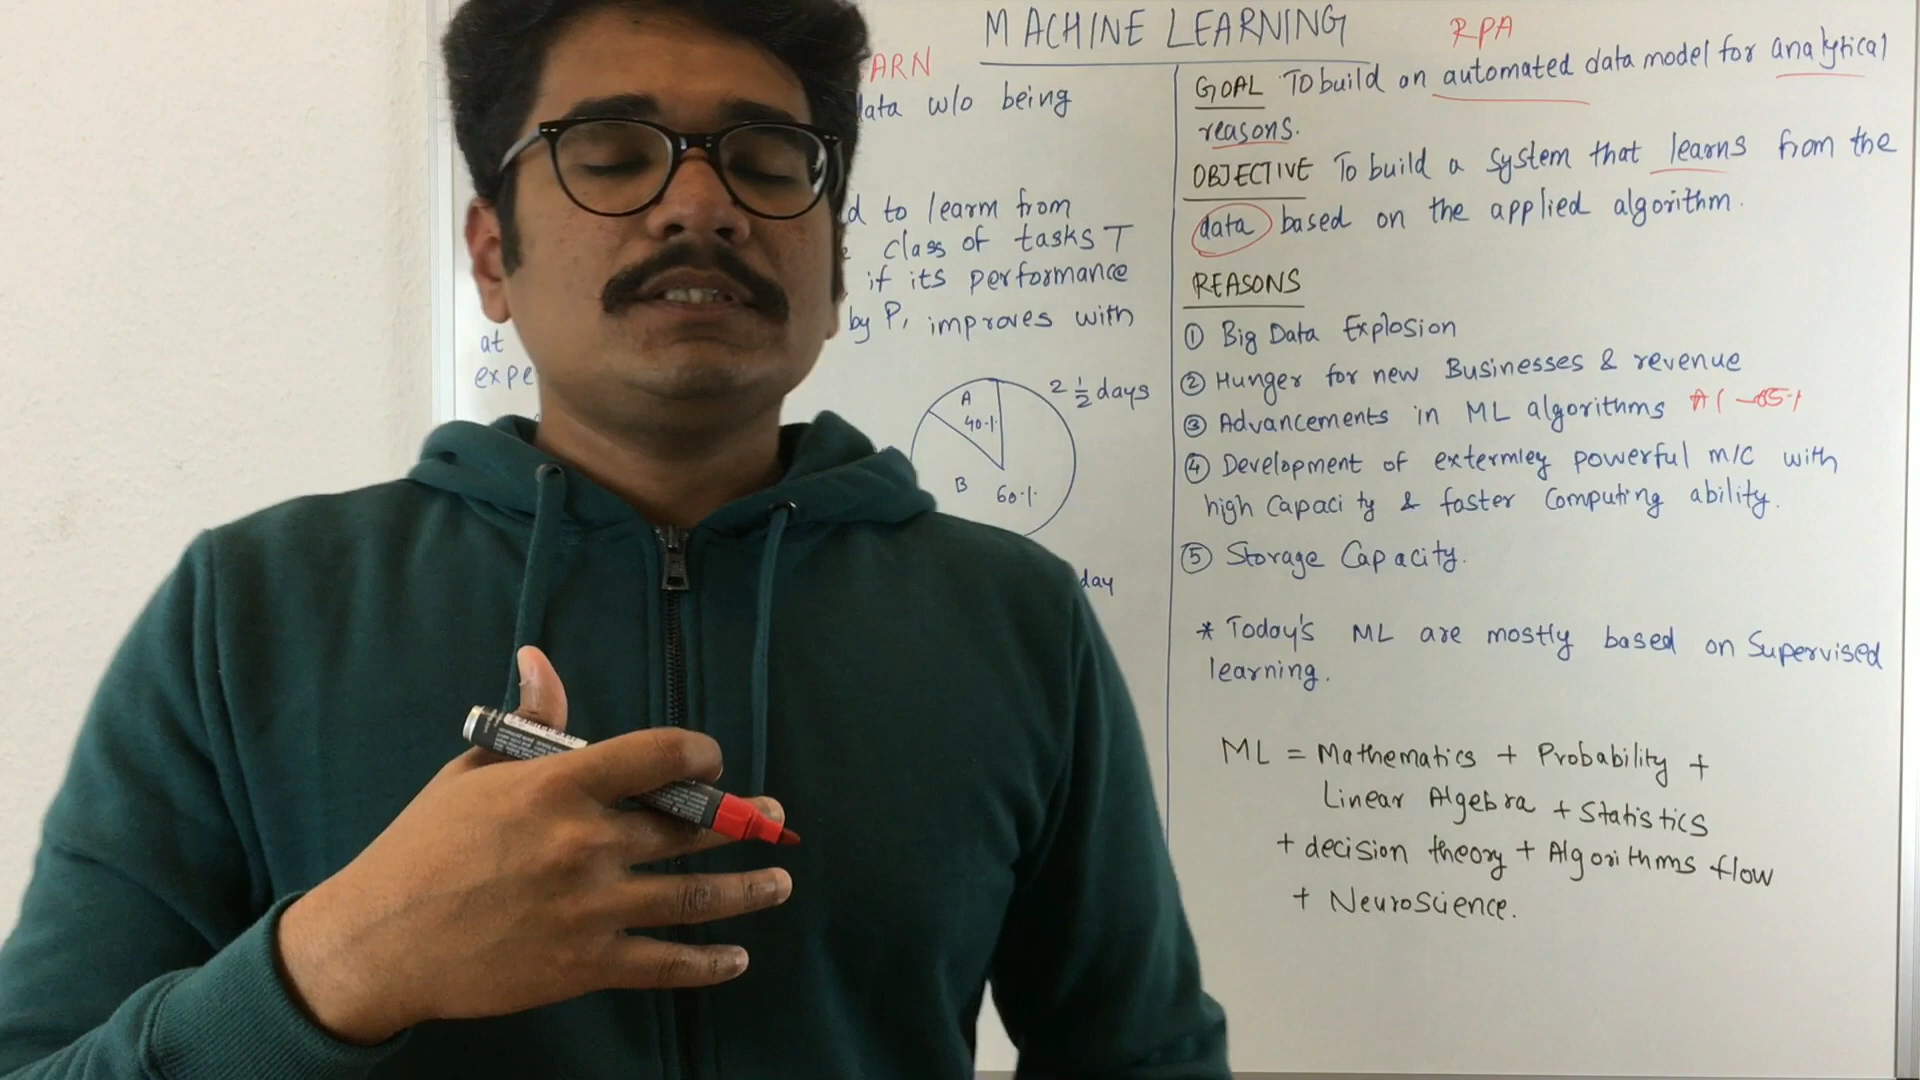 MACHINE LEARNING
RPA
ARN
data w/o being
d to learm from
class of tasks T
if its performance
by P, improves with
at
expe
2 1/2 days
A
40%
B
60%
day
GOAL To build an automated data model for analytical
reasons.
OBJECTIVE To build a system that learns from the
data based on the applied algorithm.
REASONS
① Big Data Explosion
② Hunger for new Businesses & revenue
③ Advancements in ML algorithms
④ Development of extermley powerful m/c with
high Capacity & faster Computing ability.
⑤ Storage Capacity.
* Today's ML are mostly based on Supervised
learning.
ML = Mathematics + Probability +
Linear Algebra + Statistics
+ decision theory + Algorithms flow
+ NeuroScience.